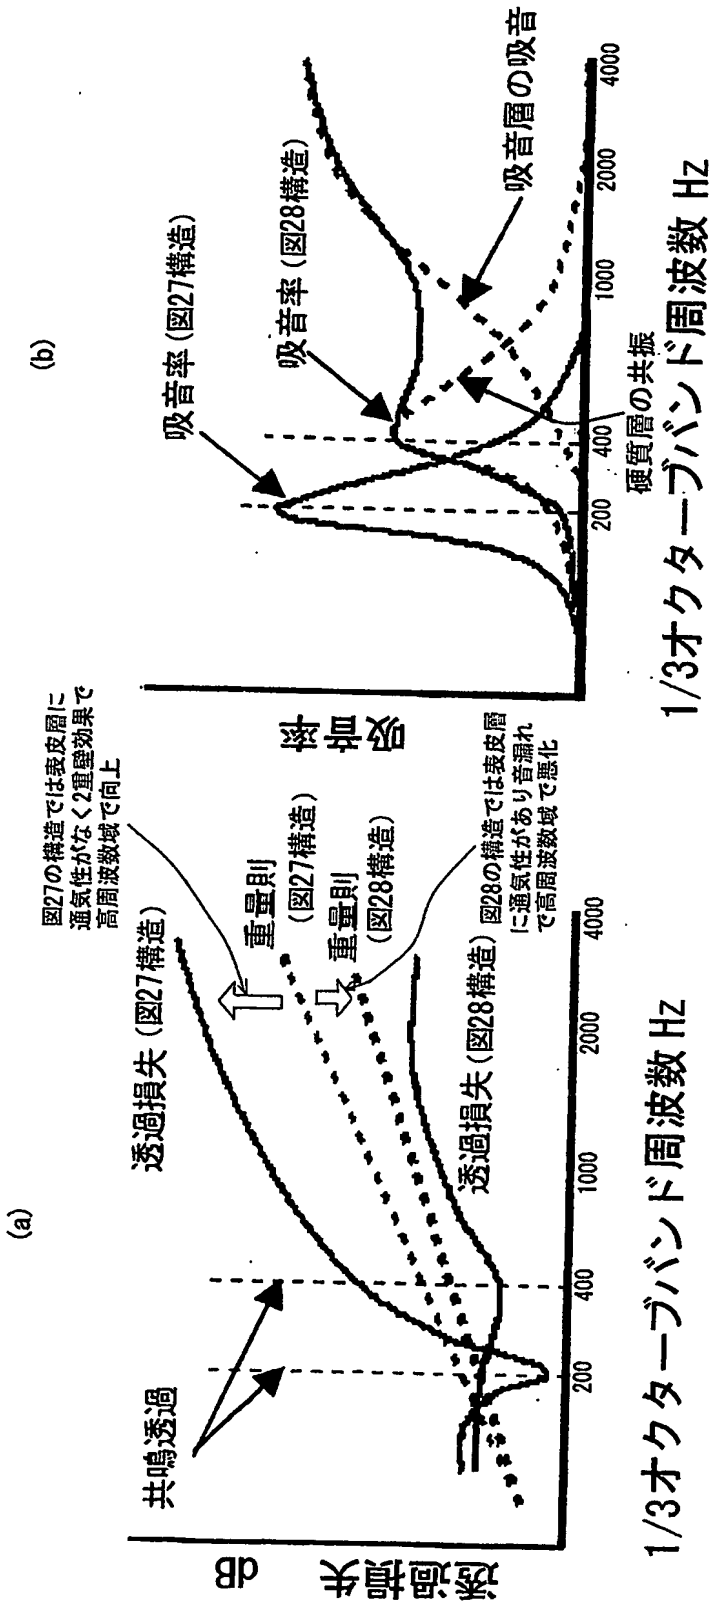 (a)
透過損失
dB
共鳴透過
透過損失(図27構造)
図27の構造では表皮層に
通気性がなく2重壁効果で
高周波数域で向上
重量則
(図27構造)
重量則
(図28構造)
透過損失(図28構造)
図28の構造では表皮層
に通気性があり音漏れ
で高周波数域で悪化
200
400
1000
2000
4000
1/3オクターブバンド周波数 Hz
(b)
吸音率
吸音率(図27構造)
吸音率(図28構造)
吸音層の吸音
硬質層の共振
200
400
1000
2000
4000
1/3オクターブバンド周波数 Hz